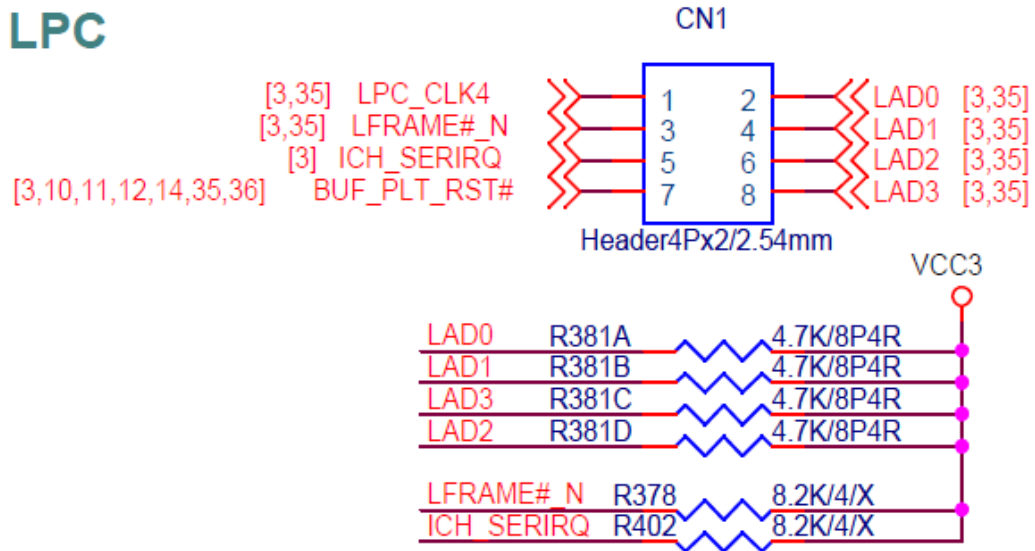 LPC
CN1
[3,35] LPC_CLK4 1 2 LAD0 [3,35]
[3,35] LFRAME#_N 3 4 LAD1 [3,35]
[3] ICH_SERIRQ 5 6 LAD2 [3,35]
[3,10,11,12,14,35,36] BUF_PLT_RST# 7 8 LAD3 [3,35]
Header4Px2/2.54mm
VCC3
LAD0 R381A 4.7K/8P4R
LAD1 R381B 4.7K/8P4R
LAD3 R381C 4.7K/8P4R
LAD2 R381D 4.7K/8P4R
LFRAME#_N R378 8.2K/4/X
ICH_SERIRQ R402 8.2K/4/X